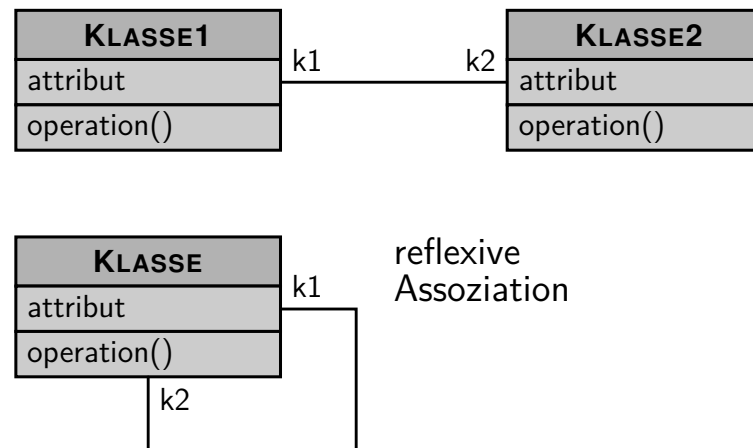 KLASSE1
attribut
operation()
k1
k2
KLASSE2
attribut
operation()
KLASSE
attribut
operation()
k1
k2
reflexive
Assoziation